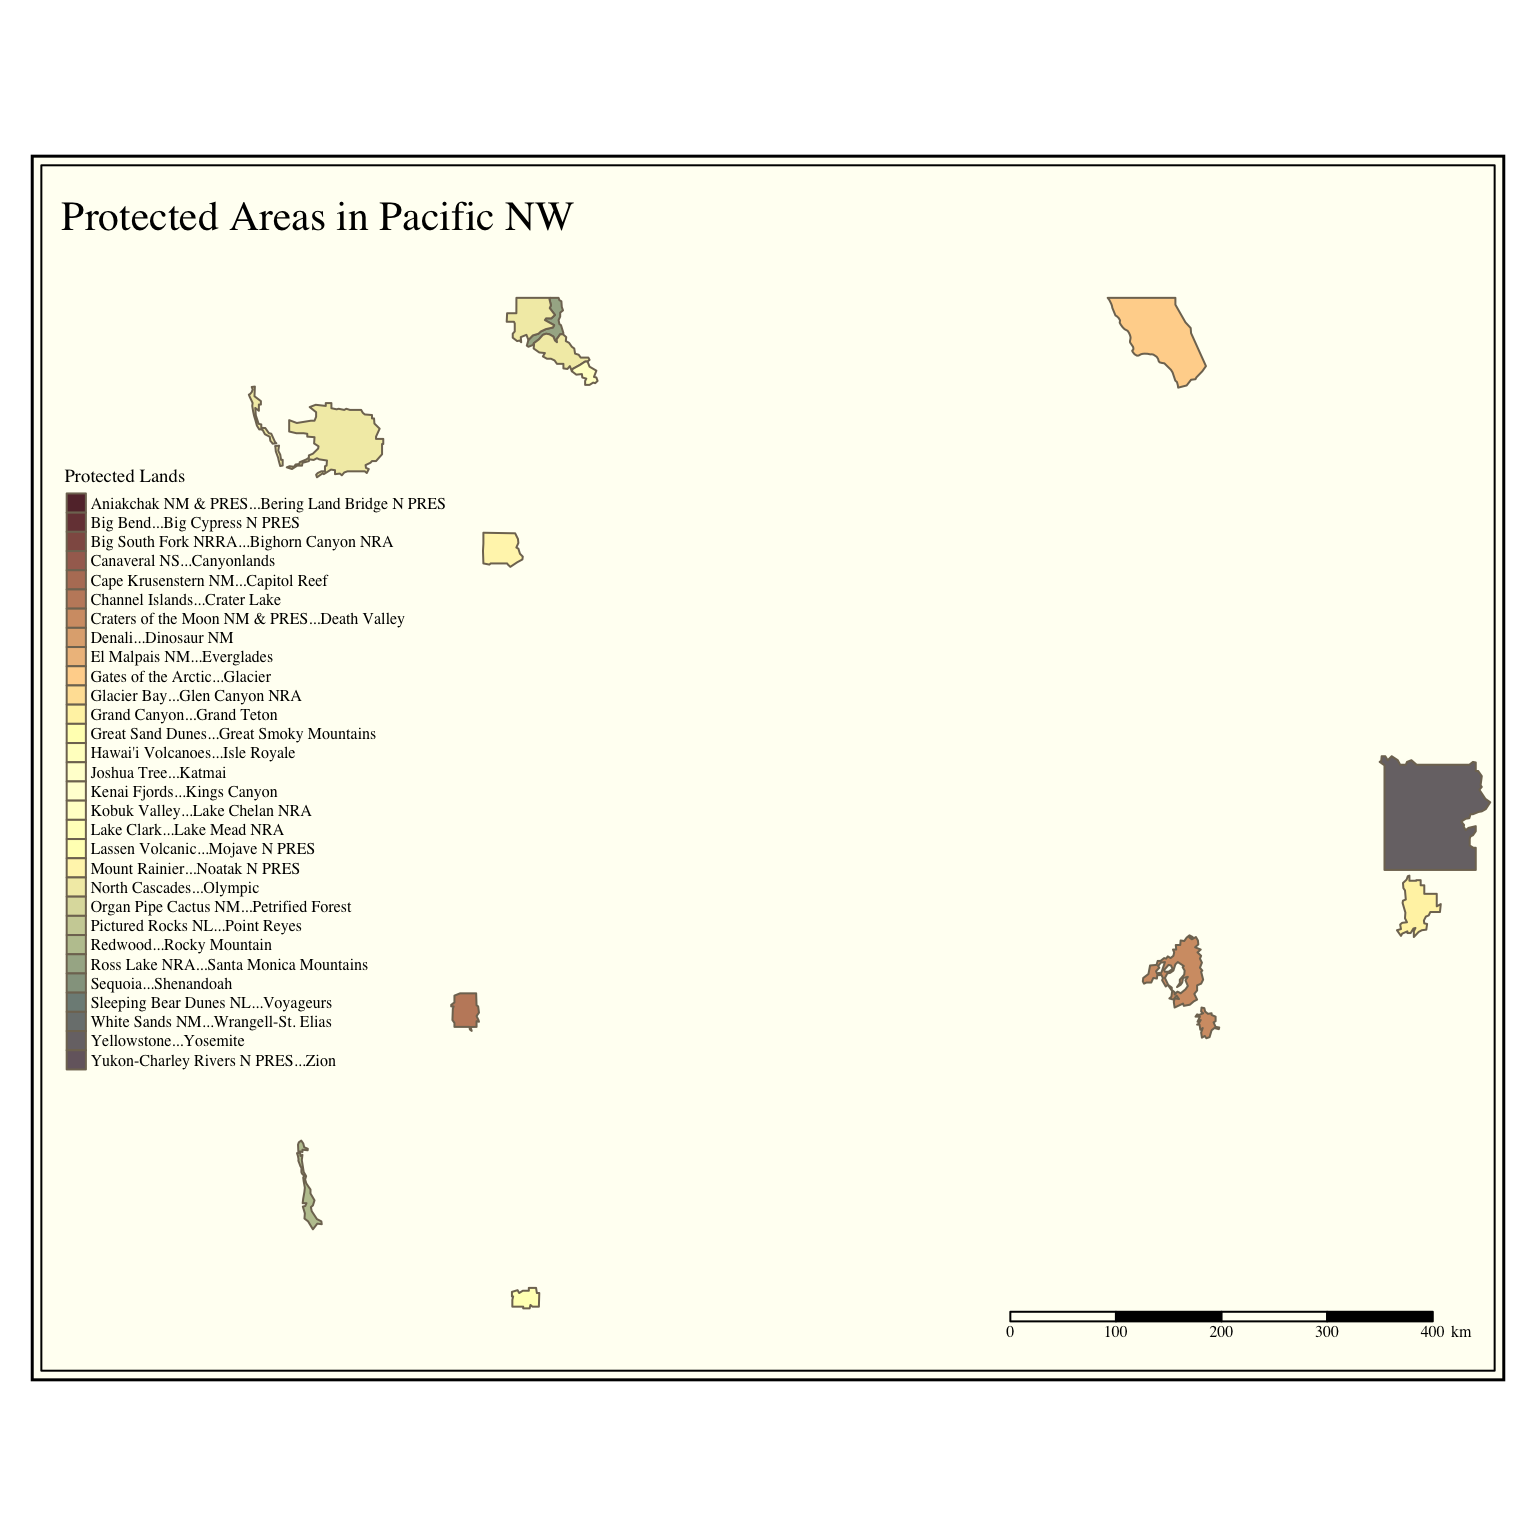 Protected Areas in Pacific NW
Protected Lands
Aniakchak NM & PRES...Bering Land Bridge N PRES
Big Bend...Big Cypress N PRES
Big South Fork NRRA...Bighorn Canyon NRA
Canaveral NS...Canyonlands
Cape Krusenstern NM...Capitol Reef
Channel Islands...Crater Lake
Craters of the Moon NM & PRES...Death Valley
Denali...Dinosaur NM
El Malpais NM...Everglades
Gates of the Arctic...Glacier
Glacier Bay...Glen Canyon NRA
Grand Canyon...Grand Teton
Great Sand Dunes...Great Smoky Mountains
Hawai'i Volcanoes...Isle Royale
Joshua Tree...Katmai
Kenai Fjords...Kings Canyon
Kobuk Valley...Lake Chelan NRA
Lake Clark...Lake Mead NRA
Lassen Volcanic...Mojave N PRES
Mount Rainier...Noatak N PRES
North Cascades...Olympic
Organ Pipe Cactus NM...Petrified Forest
Pictured Rocks NL...Point Reyes
Redwood...Rocky Mountain
Ross Lake NRA...Santa Monica Mountains
Sequoia...Shenandoah
Sleeping Bear Dunes NL...Voyageurs
White Sands NM...Wrangell-St. Elias
Yellowstone...Yosemite
Yukon-Charley Rivers N PRES...Zion
0 100 200 300 400 km